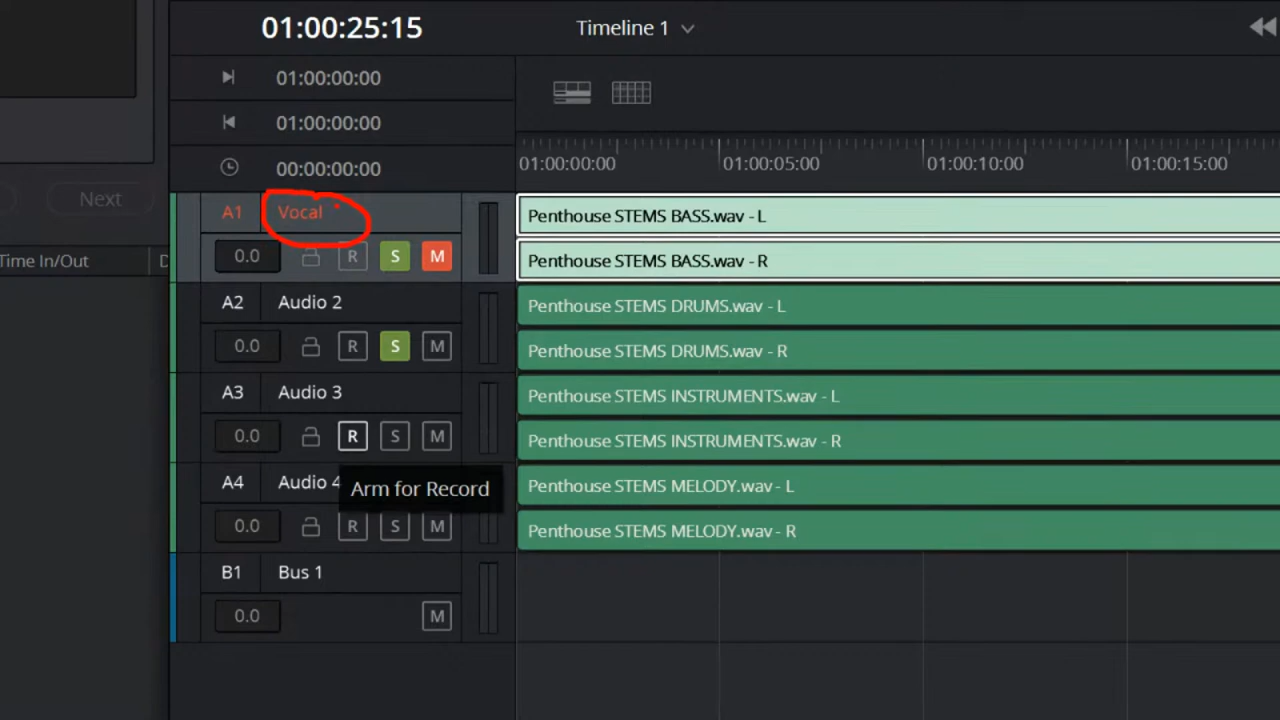 01:00:25:15 Timeline 1
01:00:00:00
01:00:00:00
00:00:00:00
01:00:00:00 01:00:05:00 01:00:10:00 01:00:15:00
Next
Time In/Out D
A1 Vocal *
0.0 R S M
Penthouse STEMS BASS.wav - L
Penthouse STEMS BASS.wav - R
A2 Audio 2
0.0 R S M
Penthouse STEMS DRUMS.wav - L
Penthouse STEMS DRUMS.wav - R
A3 Audio 3
0.0 R S M
Penthouse STEMS INSTRUMENTS.wav - L
Penthouse STEMS INSTRUMENTS.wav - R
A4 Audio 4
Arm for Record
0.0 R S M
Penthouse STEMS MELODY.wav - L
Penthouse STEMS MELODY.wav - R
B1 Bus 1
0.0 M